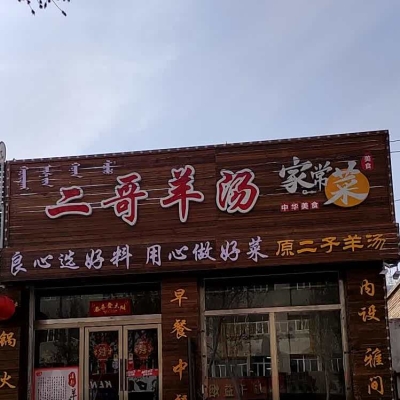 二哥羊汤
家常菜
美食
中华美食
良心选好料 用心做好菜 原二子羊汤
早餐中餐
内设雅间
锅
火